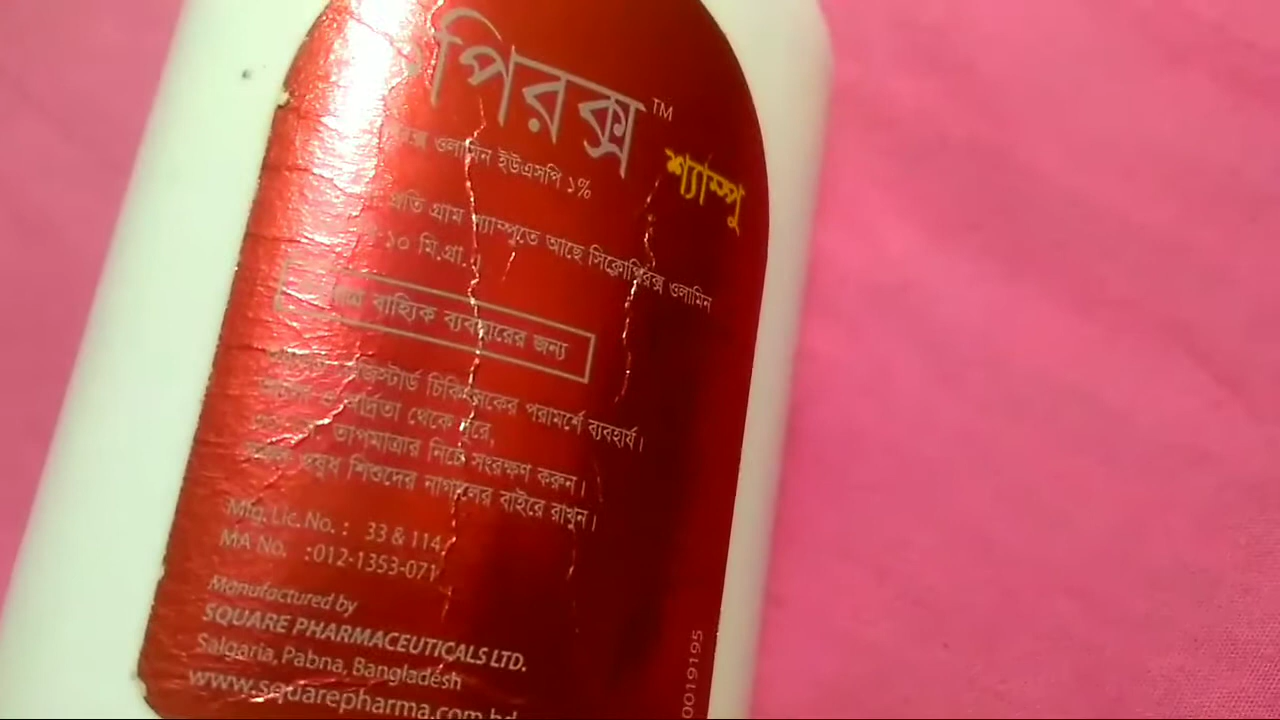 পিরক্স™
শ্যাম্পু
ওলামিন ইউএসপি ১%
প্রতি গ্রাম শ্যাম্পুতে আছে সিক্লোপিরক্স ওলামিন
১০ মি.গ্রা. ।
বাহ্যিক ব্যবহারের জন্য
চিকিৎসকের পরামর্শে ব্যবহার্য।
থেকে দূরে,
তাপমাত্রার নিচে সংরক্ষণ করুন।
শিশুদের নাগালের বাইরে রাখুন।
Mfg. Lic. No. : 33 & 114
MA No. :012-1353-071
Manufactured by
SQUARE PHARMACEUTICALS LTD.
Salgaria, Pabna, Bangladesh
www.squarepharma.com.bd
0019195